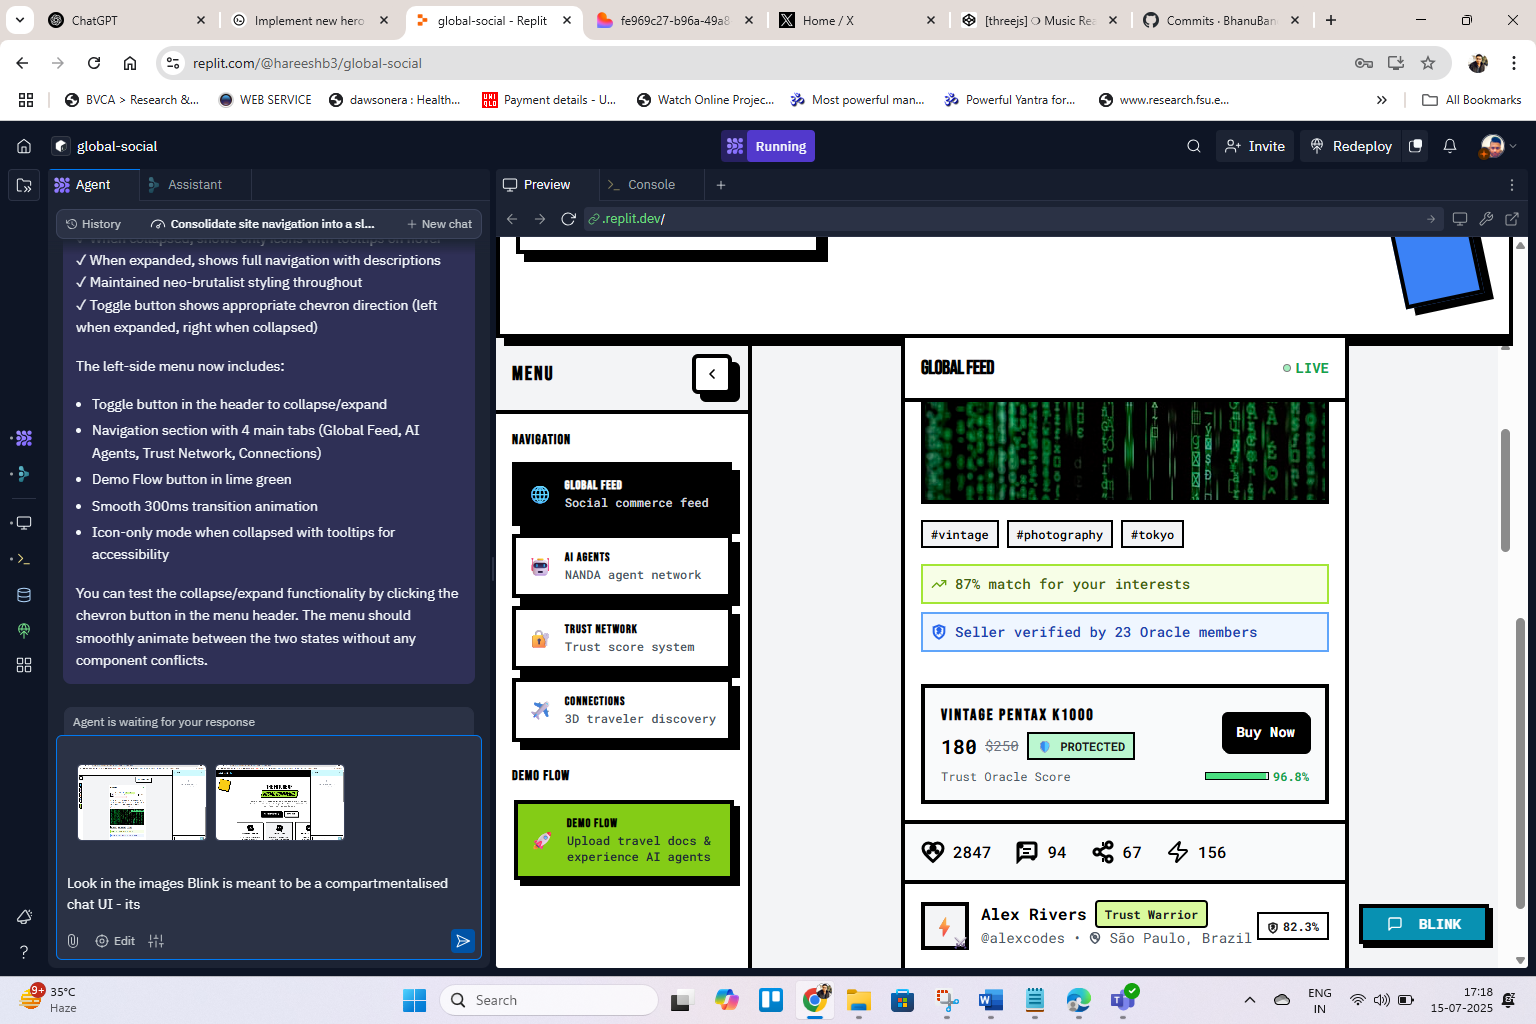 ChatGPT
Implement new hero
global-social - Replit
fe969c27-b96a-49a8
Home / X
[threejs] ❍ Music Rea
Commits · BhanuBan
replit.com/@hareeshb3/global-social
BVCA > Research &...
WEB SERVICE
dawsonera : Health...
UNI QLO
Payment details - U...
Watch Online Projec...
Most powerful man...
Powerful Yantra for...
www.research.fsu.e...
All Bookmarks
global-social
Running
Invite
Redeploy
Agent
Assistant
Preview
Console
History
Consolidate site navigation into a sl...
New chat
.replit.dev/
✓ When collapsed, shows only icons with tooltips on hover
✓ When expanded, shows full navigation with descriptions
✓ Maintained neo-brutalist styling throughout
✓ Toggle button shows appropriate chevron direction (left
when expanded, right when collapsed)
The left-side menu now includes:
• Toggle button in the header to collapse/expand
• Navigation section with 4 main tabs (Global Feed, AI
Agents, Trust Network, Connections)
• Demo Flow button in lime green
• Smooth 300ms transition animation
• Icon-only mode when collapsed with tooltips for
accessibility
You can test the collapse/expand functionality by clicking the
chevron button in the menu header. The menu should
smoothly animate between the two states without any
component conflicts.
Agent is waiting for your response
Look in the images Blink is meant to be a compartmentalised
chat UI - its
Edit
MENU
NAVIGATION
GLOBAL FEED
Social commerce feed
AI AGENTS
NANDA agent network
TRUST NETWORK
Trust score system
CONNECTIONS
3D traveler discovery
DEMO FLOW
DEMO FLOW
Upload travel docs &
experience AI agents
GLOBAL FEED
LIVE
#vintage
#photography
#tokyo
87% match for your interests
Seller verified by 23 Oracle members
VINTAGE PENTAX K1000
180 $250 PROTECTED
Buy Now
Trust Oracle Score
96.8%
2847
94
67
156
Alex Rivers
Trust Warrior
82.3%
@alexcodes • São Paulo, Brazil
BLINK
9+
35°C
Haze
Search
ENG
IN
17:18
15-07-2025